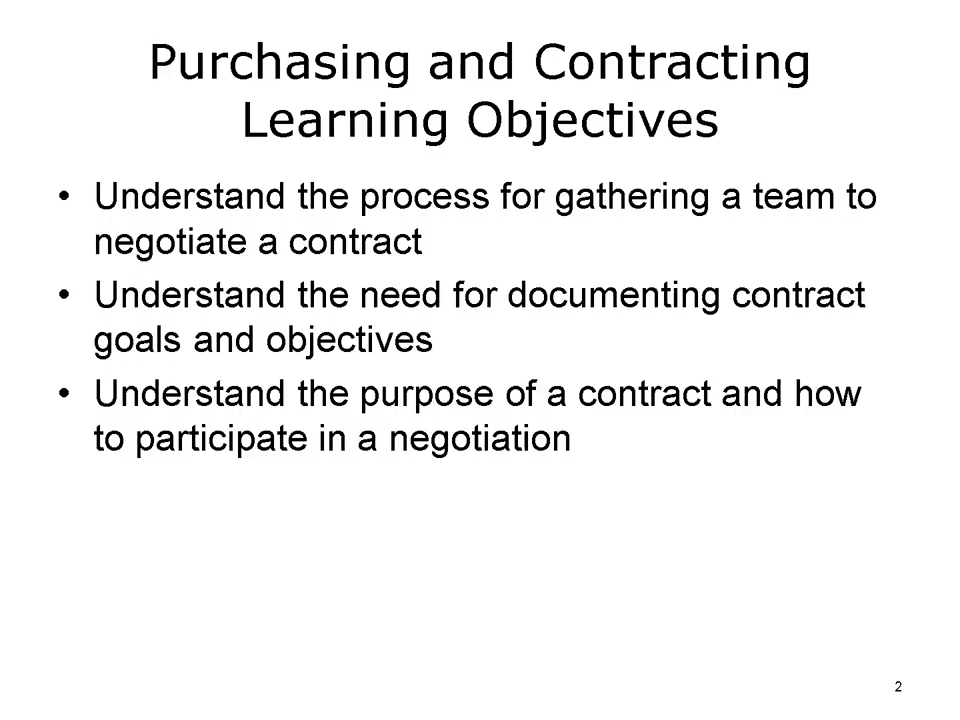 Purchasing and Contracting
Learning Objectives
• Understand the process for gathering a team to
negotiate a contract
• Understand the need for documenting contract
goals and objectives
• Understand the purpose of a contract and how
to participate in a negotiation
2